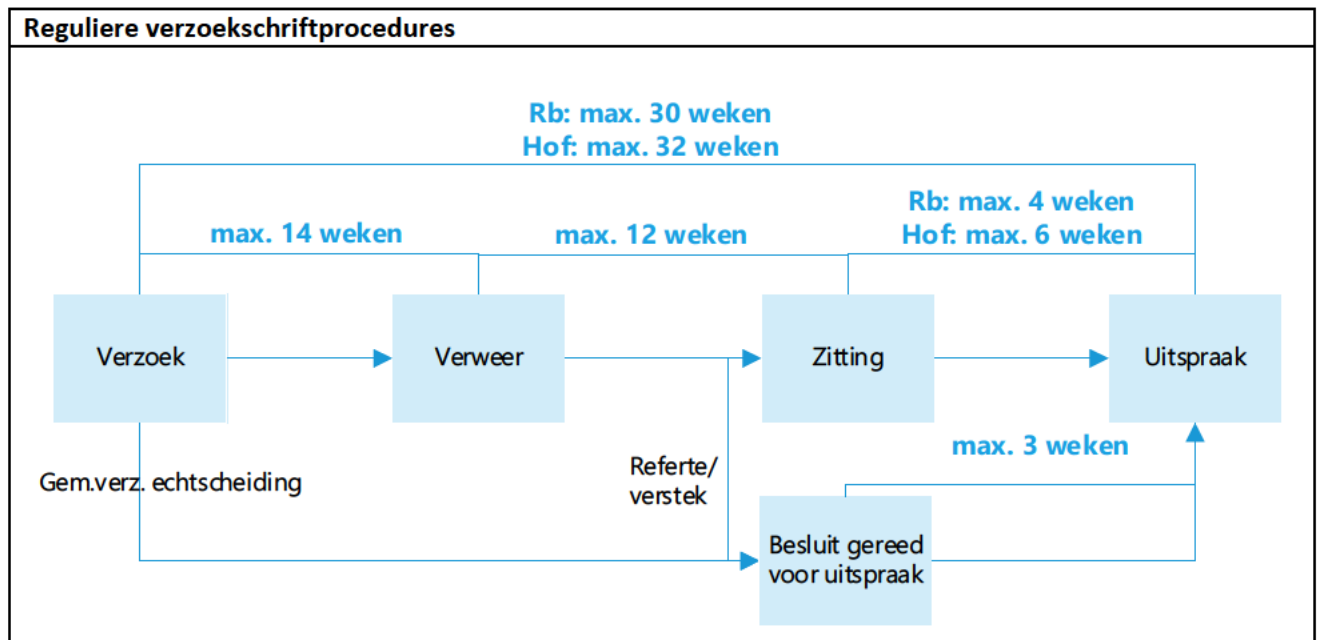 Reguliere verzoekschriftprocedures
Rb: max. 30 weken
Hof: max. 32 weken
Rb: max. 4 weken
Hof: max. 6 weken
max. 14 weken
max. 12 weken
Verzoek
Verweer
Zitting
Uitspraak
max. 3 weken
Gem.verz. echtscheiding
Referte/
verstek
Besluit gereed
voor uitspraak